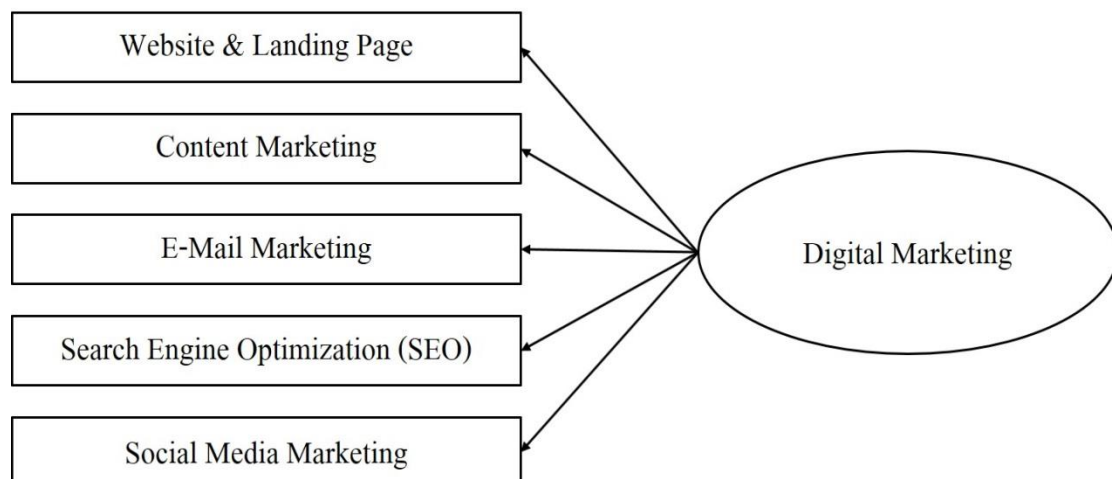 Website & Landing Page
Content Marketing
E-Mail Marketing
Digital Marketing
Search Engine Optimization (SEO)
Social Media Marketing